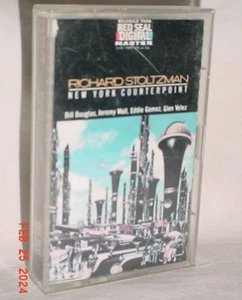 RED SEAL
DIGITAL
MASTER
RICHARD STOLTZMAN
NEW YORK COUNTERPOINT
Bill Douglas, Jeremy Wall, Eddie Gomez, Glen Velez
FEB 25 2024